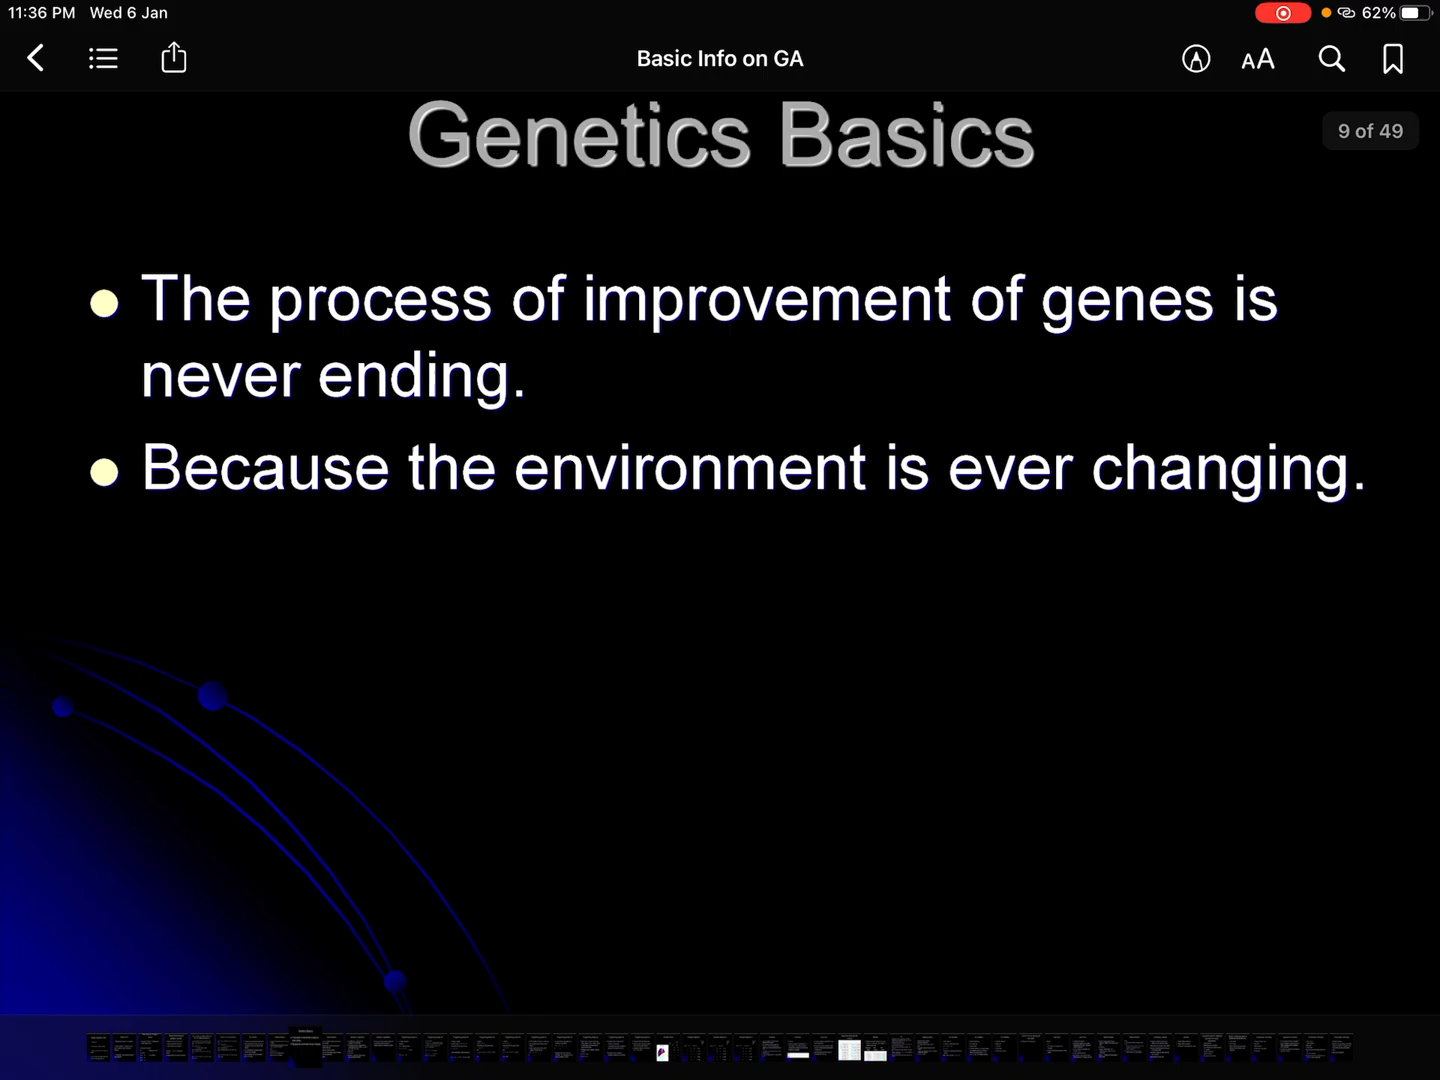 11:36 PM Wed 6 Jan
62%
Basic Info on GA
AA
Genetics Basics
9 of 49
The process of improvement of genes is
never ending.
Because the environment is ever changing.